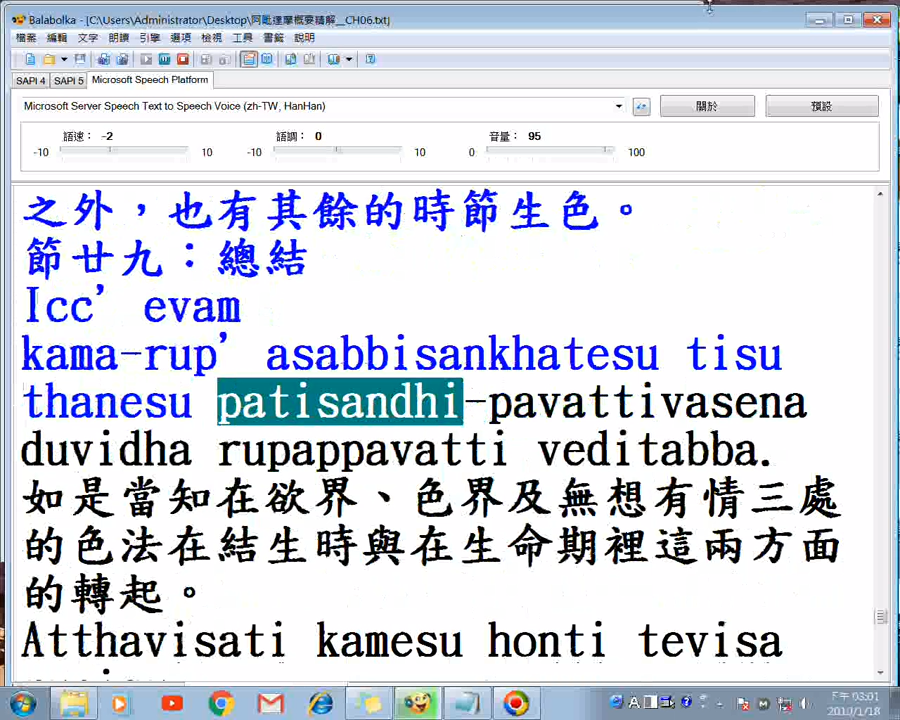 Balabolka - [C:\Users\Administrator\Desktop\阿毗達摩概要精解__CH06.txt]
檔案 編輯 文字 朗讀 引擎 選項 檢視 工具 書籤 說明
SAPI 4 SAPI 5 Microsoft Speech Platform
Microsoft Server Speech Text to Speech Voice (zh-TW, HanHan) 關於 預設
語速： -2 語調： 0 音量： 95
-10 10 -10 10 0 100
之外，也有其餘的時節生色。
節廿九：總結
Icc’ evam
kama-rup’ asabbisankhatesu tisu
thanesu patisandhi-pavattivasena
duvidha rupappavatti veditabba.
如是當知在欲界、色界及無想有情三處
的色法在結生時與在生命期裡這兩方面
的轉起。
Atthavisati kamesu honti tevisa
下午 03:01
2019/1/18